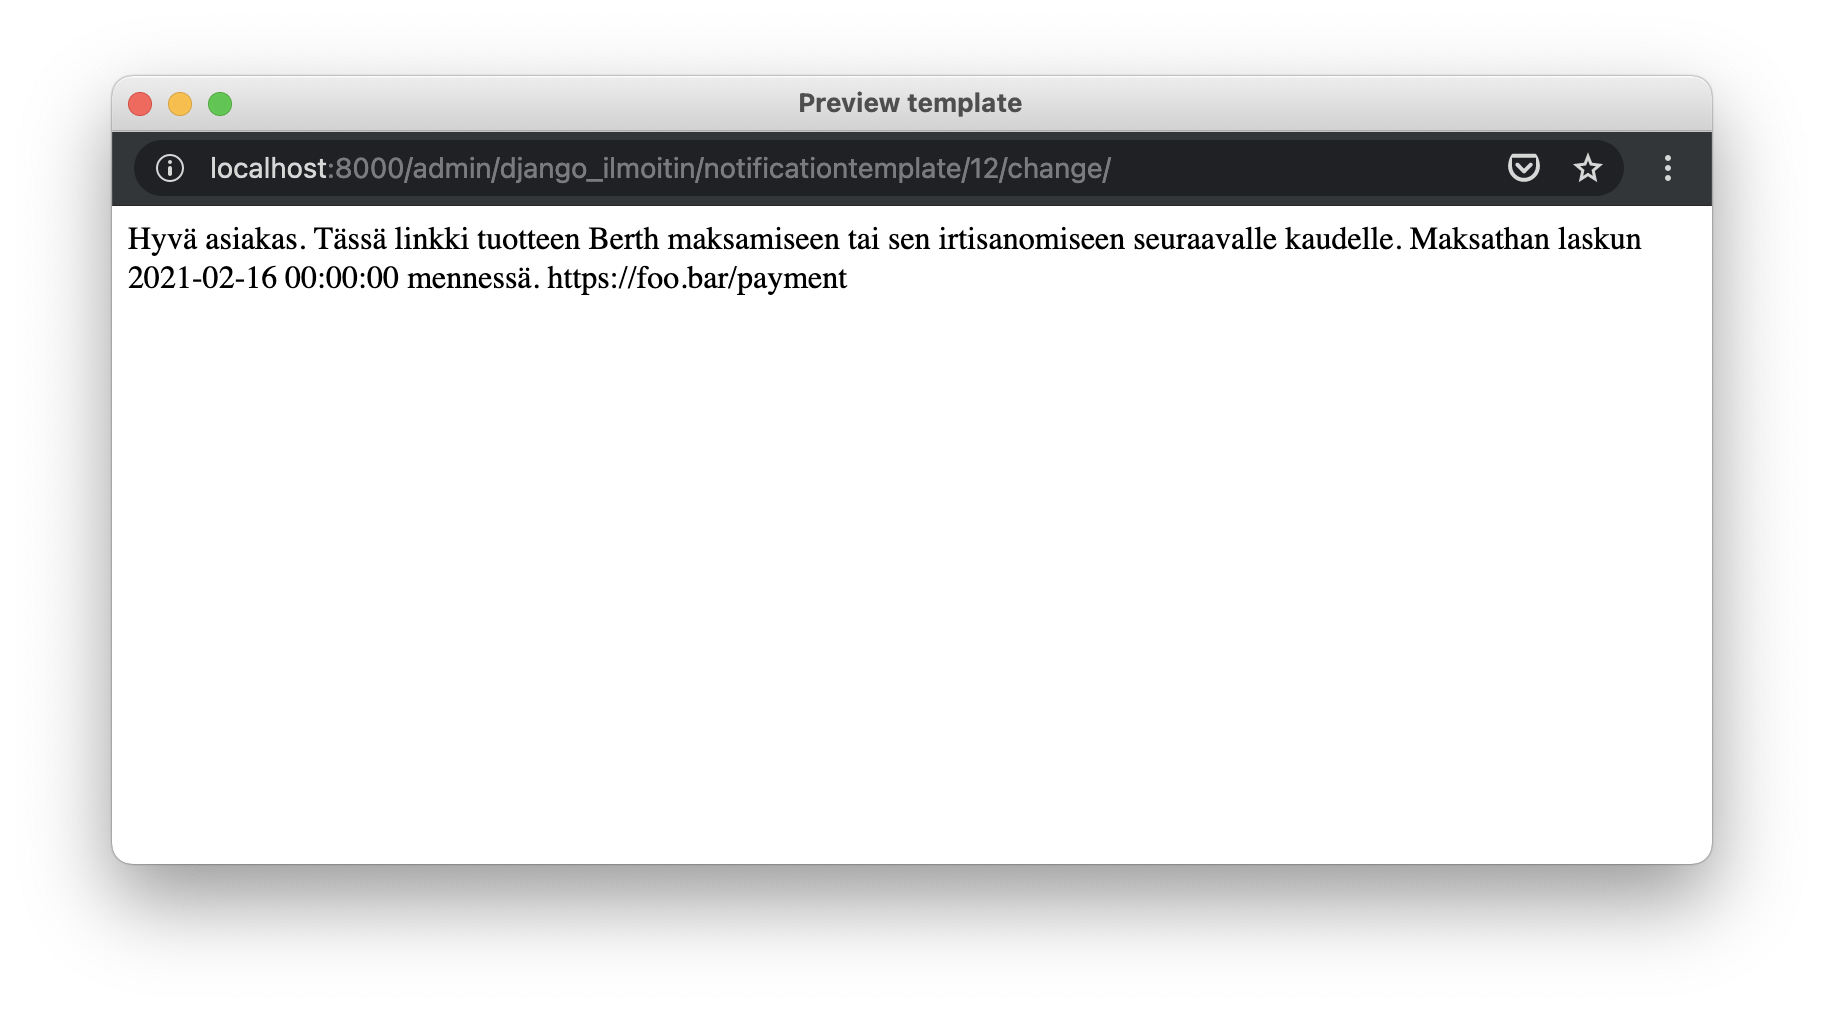 Preview template
localhost:8000/admin/django_ilmoitin/notificationtemplate/12/change/
Hyvä asiakas. Tässä linkki tuotteen Berth maksamiseen tai sen irtisanomiseen seuraavalle kaudelle. Maksathan laskun
2021-02-16 00:00:00 mennessä. https://foo.bar/payment